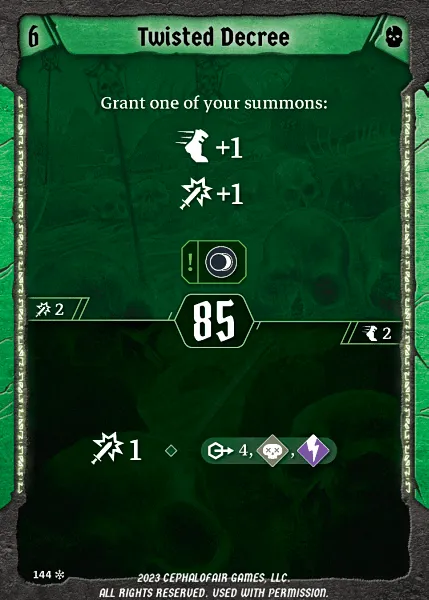 6
Twisted Decree
Grant one of your summons:
+1
+1
!
2
85
2
1
4, ,
144
2023 CEPHALOFAIR GAMES, LLC.
ALL RIGHTS RESERVED. USED WITH PERMISSION.